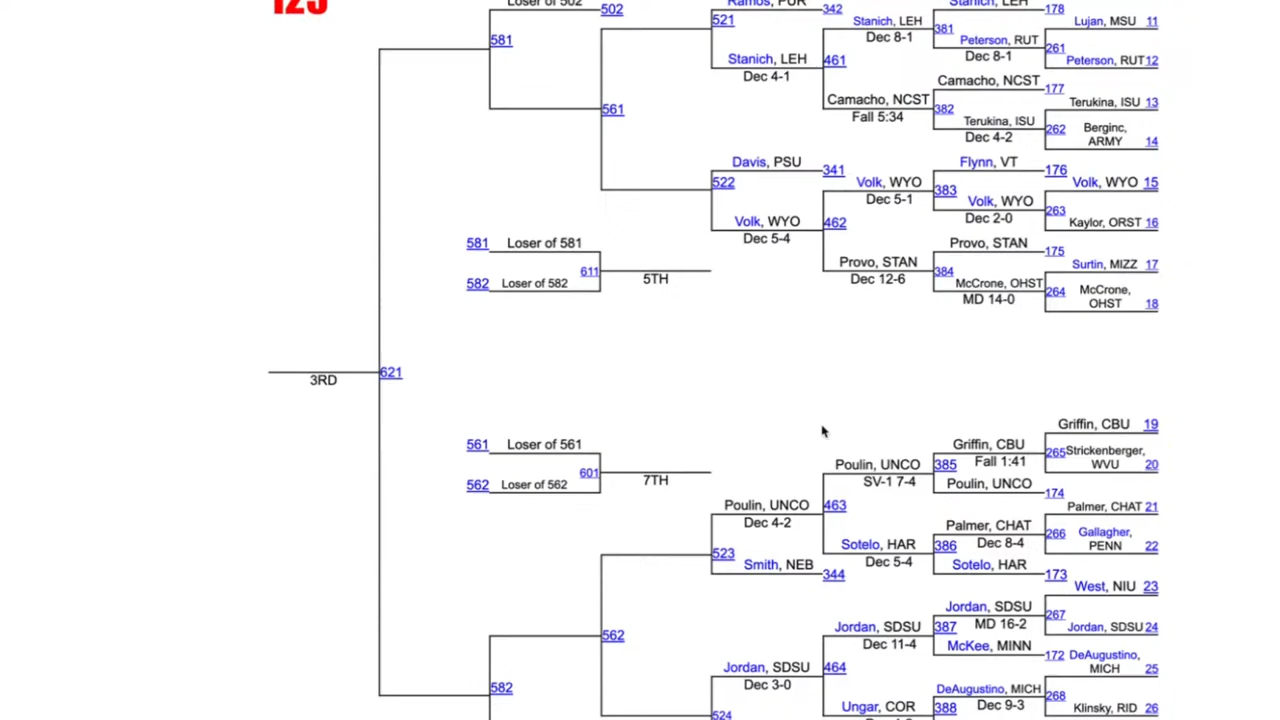 125
Loser of 502
502
Ramos, PUR
342
Stanich, LEH
178
Lujan, MSU
11
521
Stanich, LEH
381
Dec 8-1
581
Peterson, RUT
261
Dec 8-1
Stanich, LEH
461
Peterson, RUT
12
Dec 4-1
Camacho, NCST
177
Camacho, NCST
382
Terukina, ISU
13
561
Fall 5:34
Terukina, ISU
262
Berginc,
ARMY
14
Dec 4-2
Davis, PSU
341
Flynn, VT
176
522
Volk, WYO
383
Volk, WYO
15
Dec 5-1
Volk, WYO
263
Volk, WYO
462
Dec 2-0
Kaylor, ORST
16
Dec 5-4
581
Loser of 581
Provo, STAN
175
Provo, STAN
384
Surtin, MIZZ
17
611
5TH
Dec 12-6
582
Loser of 582
McCrone, OHST
264
McCrone,
OHST
18
MD 14-0
621
3RD
Griffin, CBU
19
561
Loser of 561
Griffin, CBU
265
Strickenberger,
WVU
20
Fall 1:41
Poulin, UNCO
385
601
7TH
SV-1 7-4
562
Loser of 562
Poulin, UNCO
174
Poulin, UNCO
463
Palmer, CHAT
21
Dec 4-2
Palmer, CHAT
266
Gallagher,
PENN
22
Dec 8-4
Sotelo, HAR
386
523
Dec 5-4
Smith, NEB
344
Sotelo, HAR
173
West, NIU
23
Jordan, SDSU
267
MD 16-2
Jordan, SDSU
387
Jordan, SDSU
24
562
Dec 11-4
McKee, MINN
172
DeAugustino,
MICH
25
Jordan, SDSU
464
Dec 3-0
582
DeAugustino, MICH
268
Ungar, COR
388
Dec 9-3
Klinsky, RID
26
524